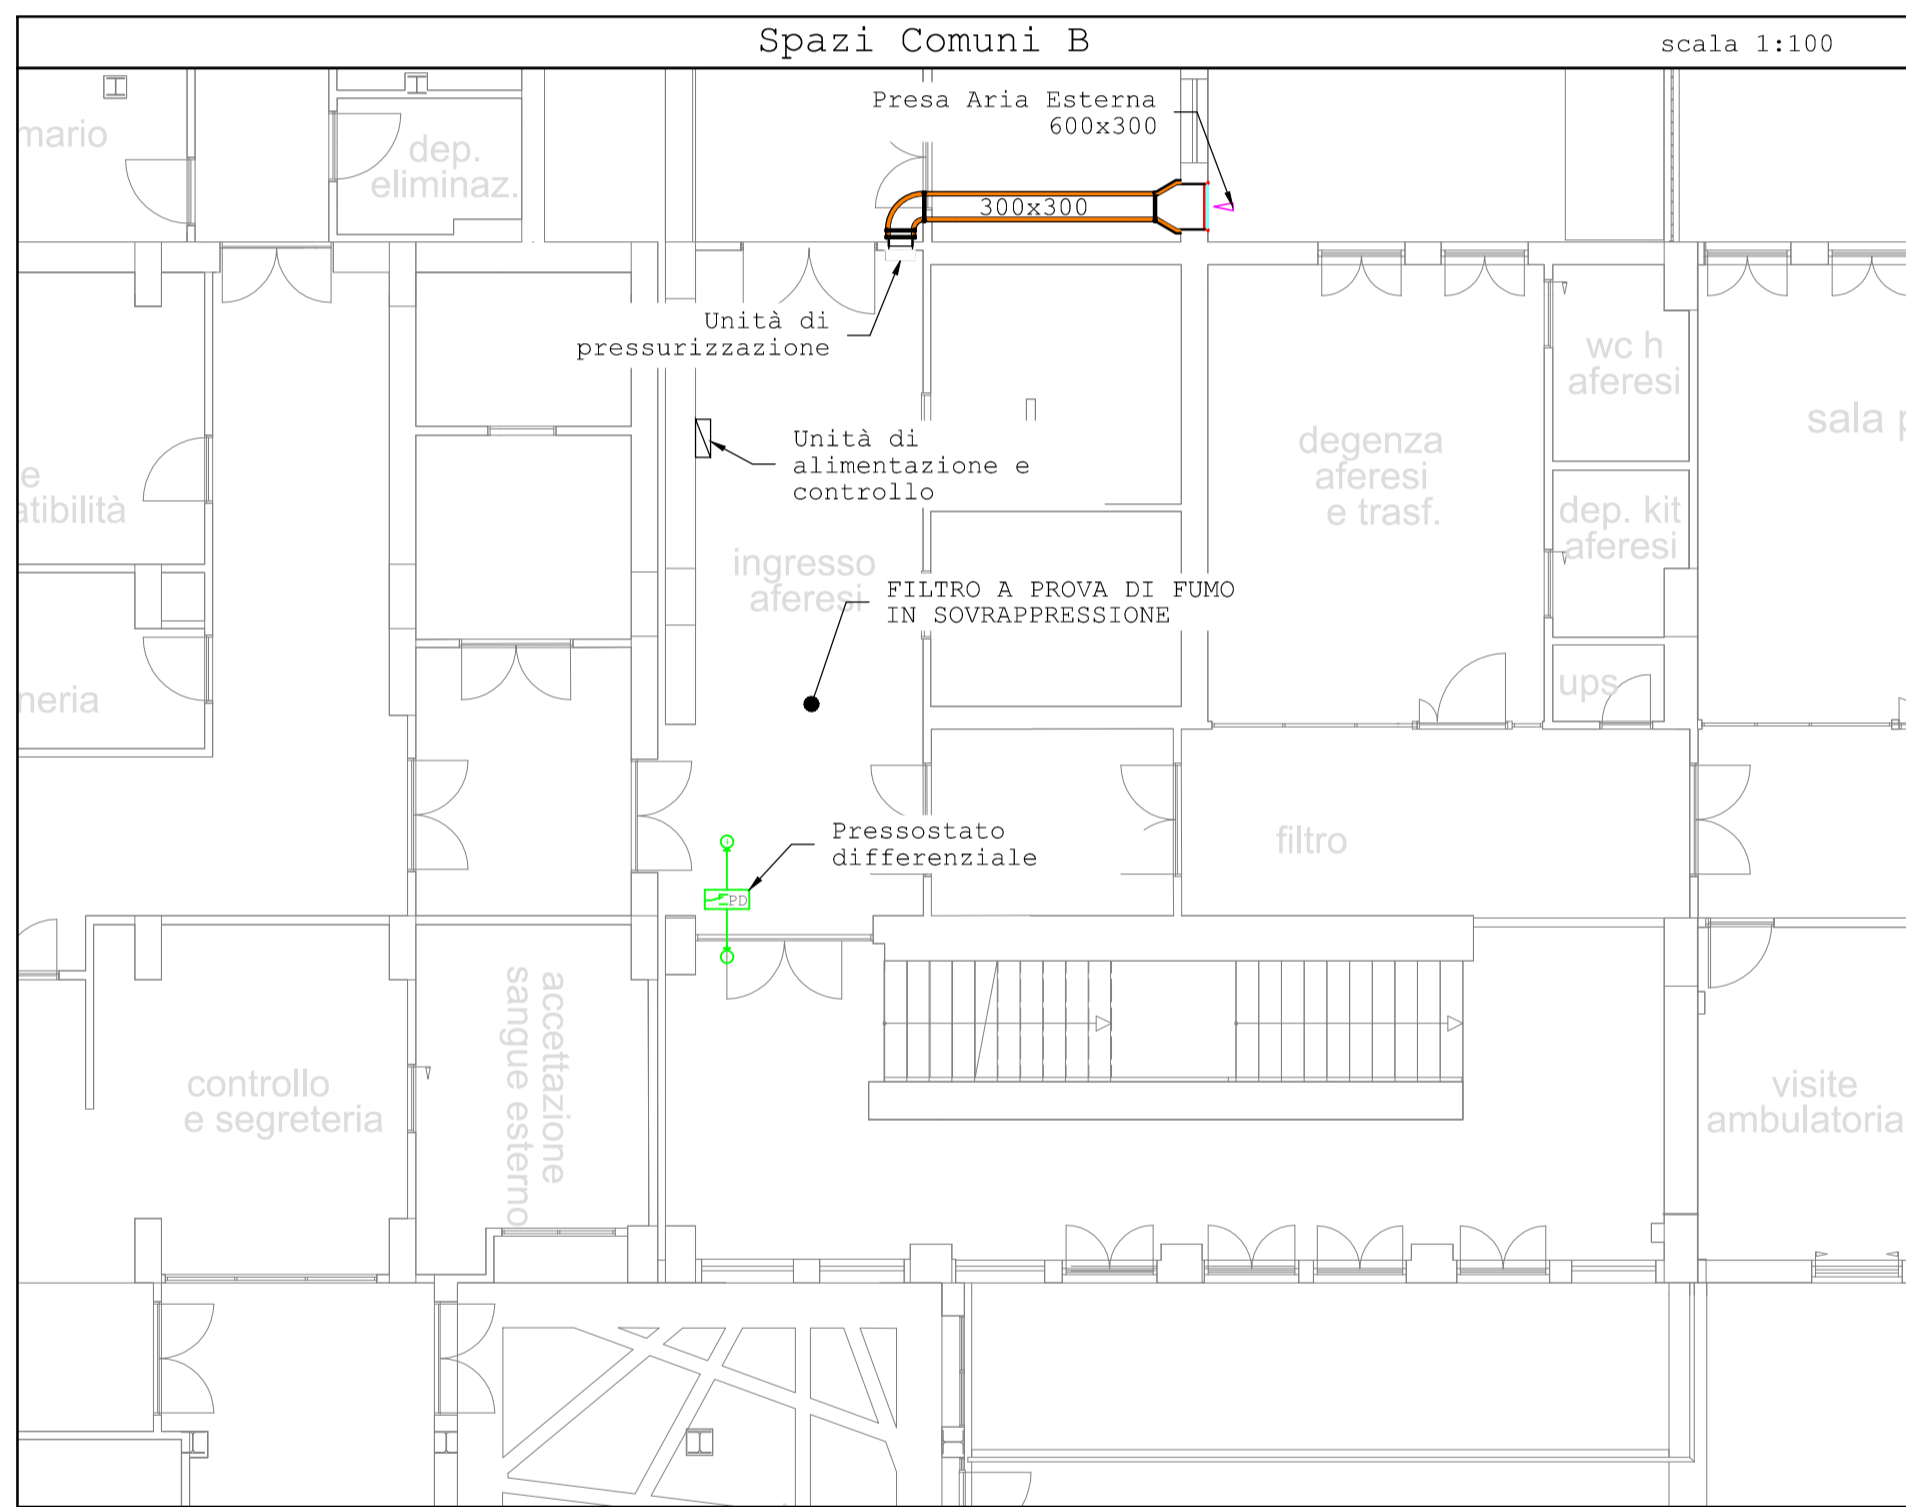 Spazi Comuni B
scala 1:100
Presa Aria Esterna
600x300
mario
dep.
eliminaz.
300x300
Unità di
pressurizzazione
wc h
aferesi
sala p
Unità di
alimentazione e
controllo
degenza
aferesi
e trasf.
e
atibilità
dep. kit
aferesi
ingresso
aferesi
FILTRO A PROVA DI FUMO
IN SOVRAPPRESSIONE
neria
ups
Pressostato
differenziale
filtro
PD
accettazione
sangue esterno
controllo
e segreteria
visite
ambulatoria